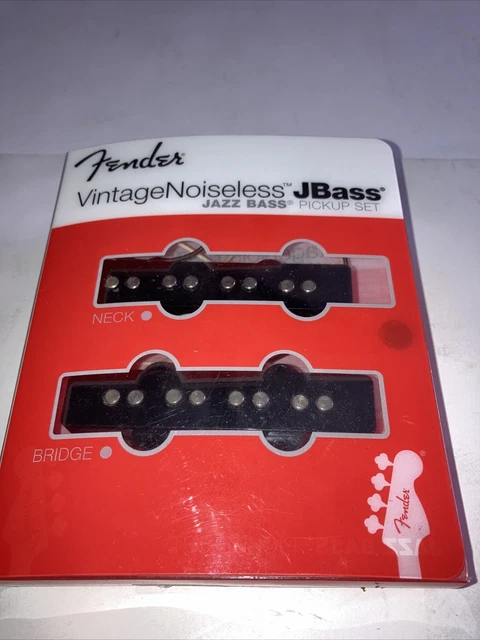 Fender
VintageNoiseless™ JBass®
JAZZ BASS® PICKUP SET
NECK
BRIDGE
Fender